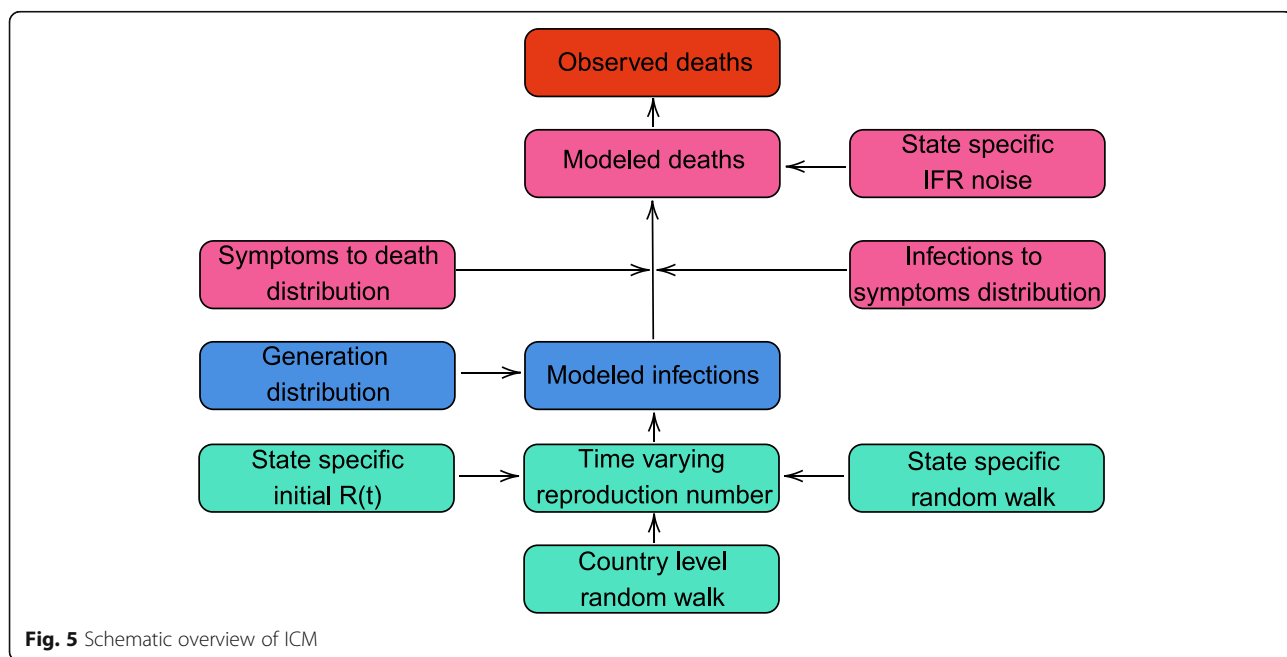 Observed deaths
Modeled deaths
State specific
IFR noise
Symptoms to death
distribution
Infections to
symptoms distribution
Generation
distribution
Modeled infections
State specific
initial R(t)
Time varying
reproduction number
State specific
random walk
Country level
random walk
Fig. 5 Schematic overview of ICM